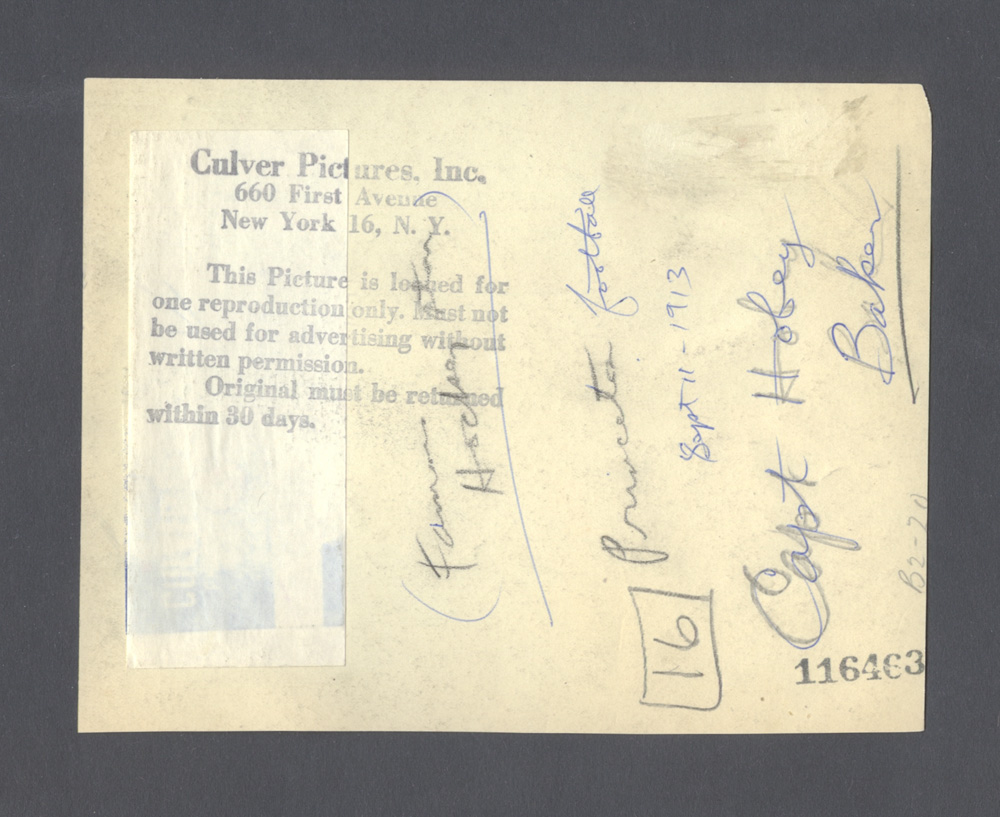 Culver Pictures, Inc.
660 First Avenue
New York 16, N. Y.
This Picture is loaned for
one reproduction only. Must not
be used for advertising without
written permission.
Original must be returned
within 30 days.
Famous
Hockey
Princeton football
Sept 11 - 1913
Capt Hobey
Baker
16
116463
B2-20